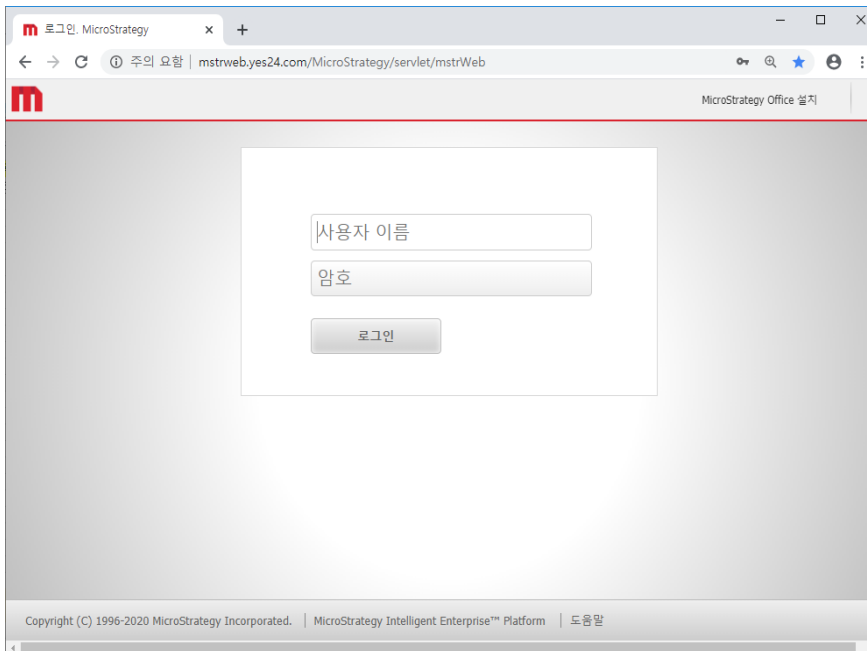 로그인. MicroStrategy
주의 요함 | mstrweb.yes24.com/MicroStrategy/servlet/mstrWeb
MicroStrategy Office 설치
사용자 이름
암호
로그인
Copyright (C) 1996-2020 MicroStrategy Incorporated. | MicroStrategy Intelligent Enterprise™ Platform | 도움말